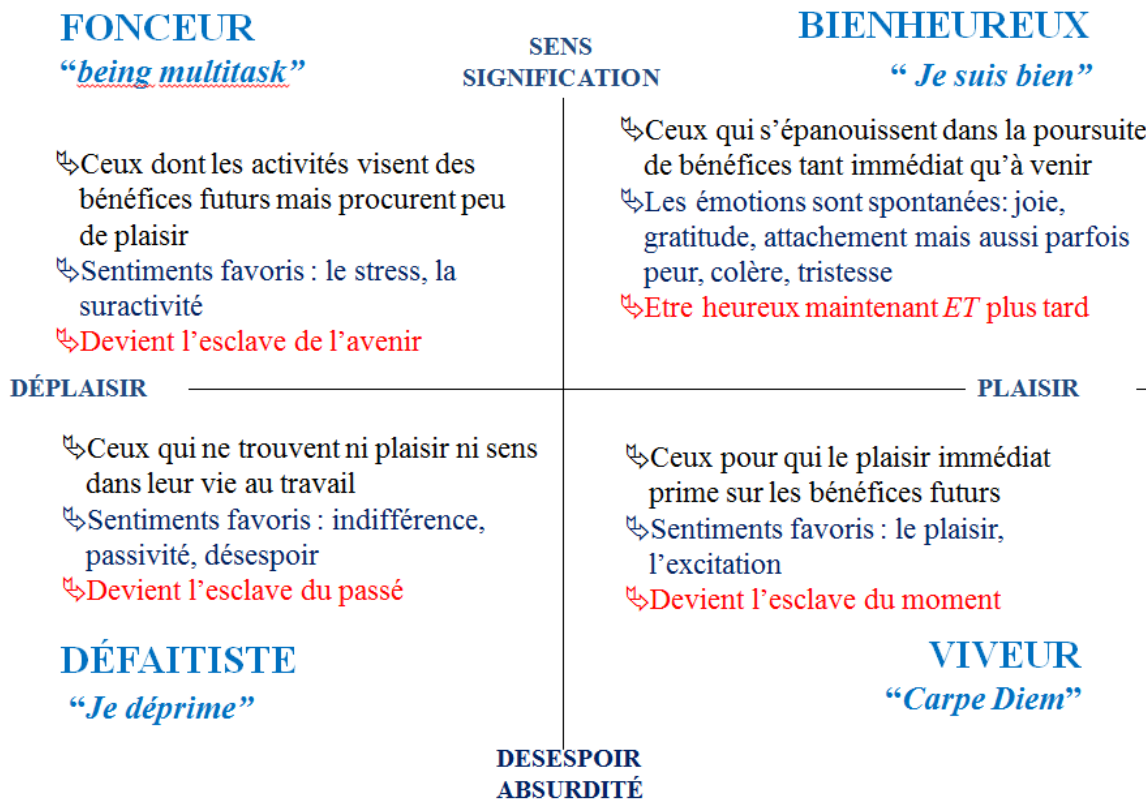 FONCEUR
“being multitask”
Ceux dont les activités visent des
bénéfices futurs mais procurent peu
de plaisir
Sentiments favoris : le stress, la
suractivité
Devient l’esclave de l’avenir
SENS
SIGNIFICATION
BIENHEUREUX
“ Je suis bien”
Ceux qui s’épanouissent dans la poursuite
de bénéfices tant immédiat qu’à venir
Les émotions sont spontanées: joie,
gratitude, attachement mais aussi parfois
peur, colère, tristesse
Etre heureux maintenant ET plus tard
DÉPLAISIR
PLAISIR
Ceux qui ne trouvent ni plaisir ni sens
dans leur vie au travail
Sentiments favoris : indifférence,
passivité, désespoir
Devient l’esclave du passé
DÉFAITISTE
“Je déprime”
Ceux pour qui le plaisir immédiat
prime sur les bénéfices futurs
Sentiments favoris : le plaisir,
l’excitation
Devient l’esclave du moment
VIVEUR
“Carpe Diem”
DESESPOIR
ABSURDITÉ